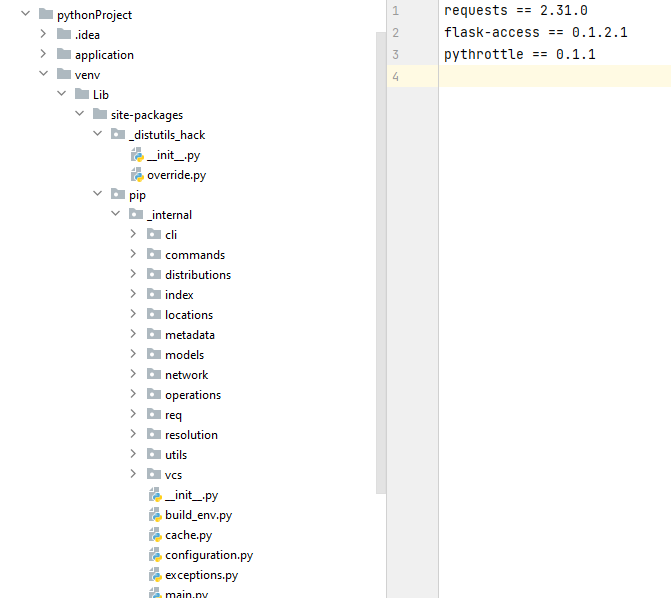 pythonProject
.idea
application
venv
Lib
site-packages
_distutils_hack
__init__.py
override.py
pip
_internal
cli
commands
distributions
index
locations
metadata
models
network
operations
req
resolution
utils
vcs
__init__.py
build_env.py
cache.py
configuration.py
exceptions.py
main.py
1 requests == 2.31.0
2 flask-access == 0.1.2.1
3 pythrottle == 0.1.1
4